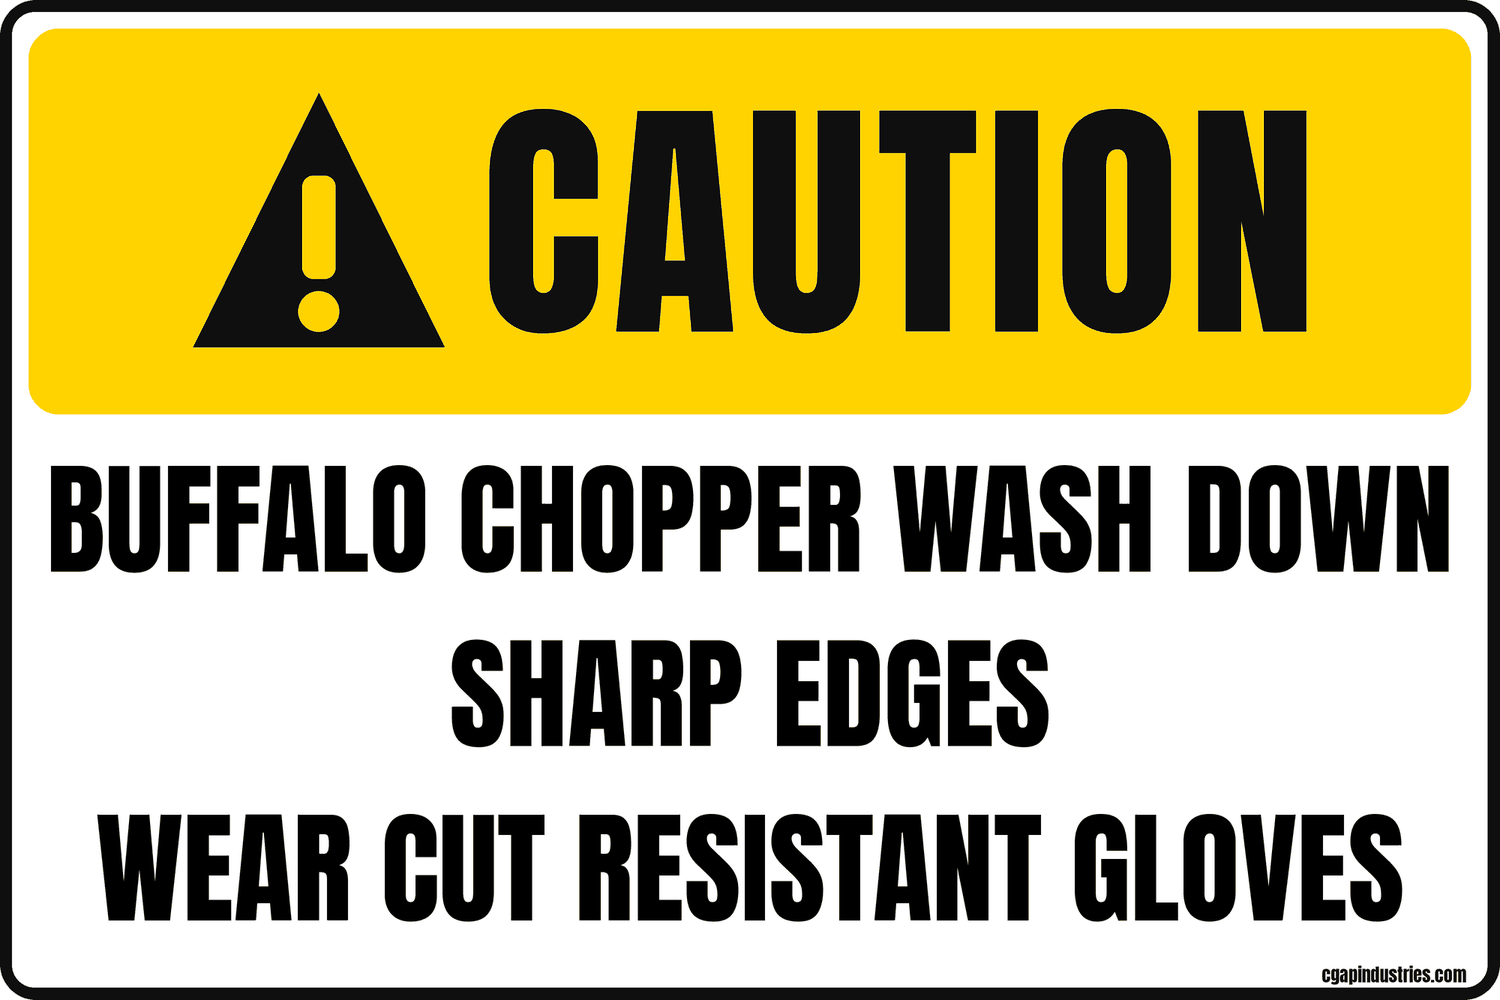 CAUTION
BUFFALO CHOPPER WASH DOWN
SHARP EDGES
WEAR CUT RESISTANT GLOVES
cgapindustries.com